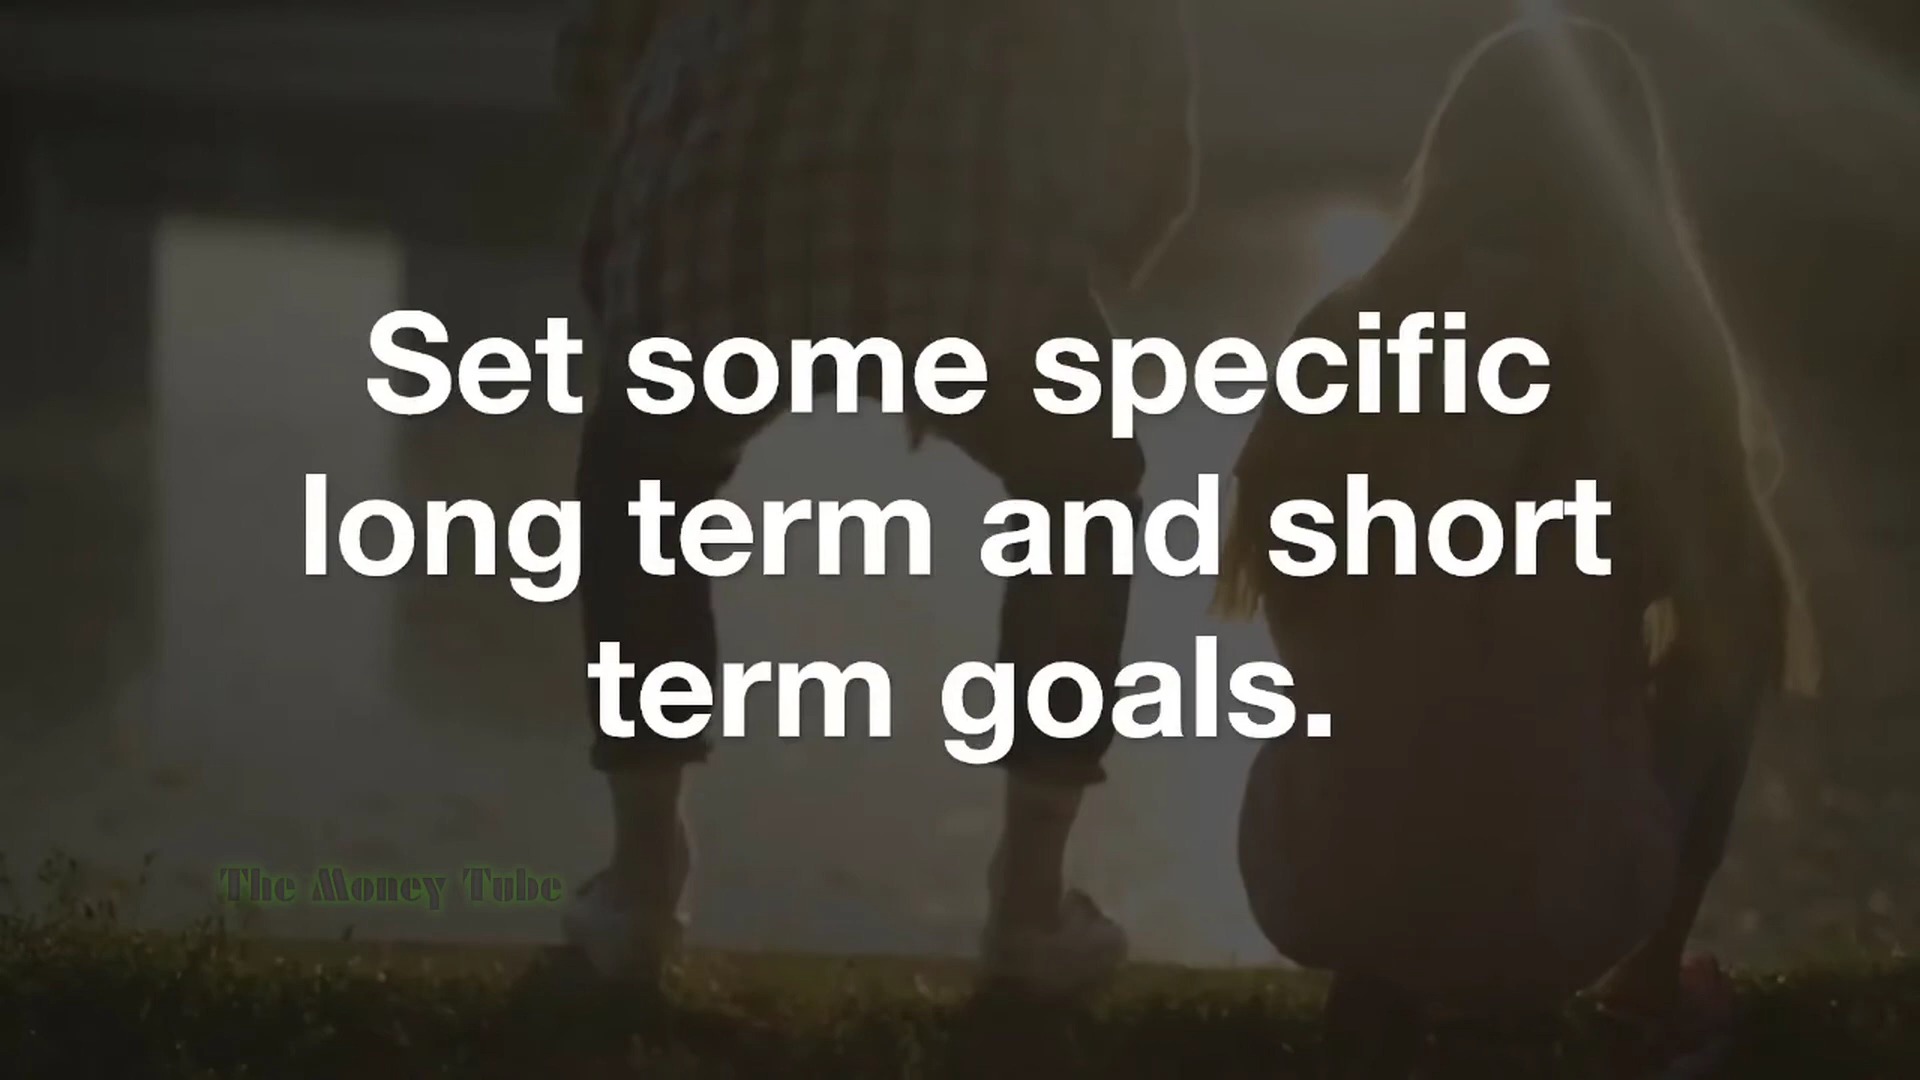 Set some specific
long term and short
term goals.
The Money Tube